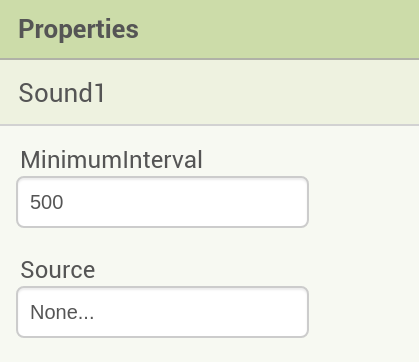 Properties
Sound1
MinimumInterval
500
Source
None...